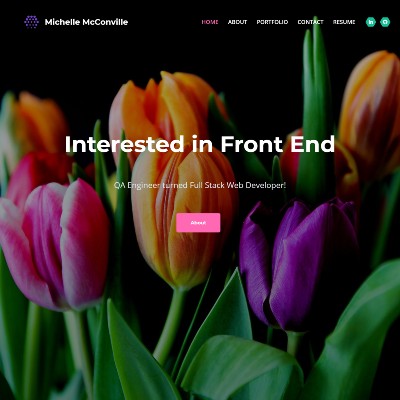 Michelle McConville
HOME ABOUT PORTFOLIO CONTACT RESUME
Interested in Front End
QA Engineer turned Full Stack Web Developer!
About